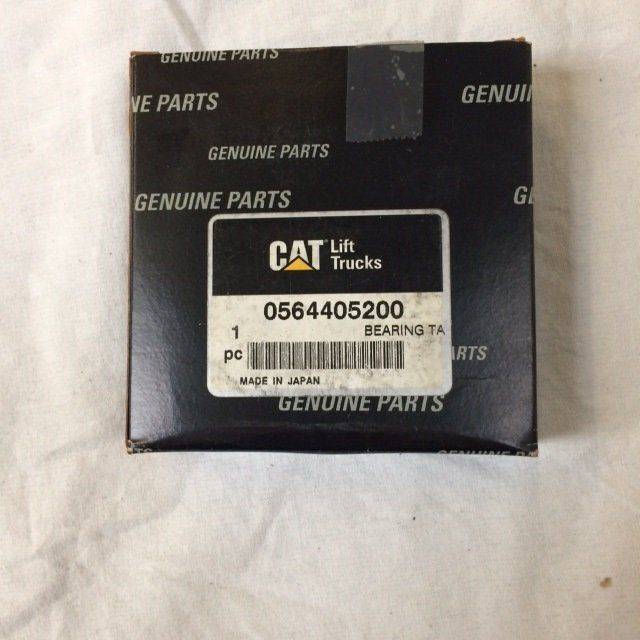 GENUINE PARTS
NE PARTS
GENUIN
GENUINE PARTS
GENUINE PARTS
G
CAT Lift
Trucks
0564405200
1 BEARING TA
pc
ARTS
MADE IN JAPAN
GENUINE PARTS